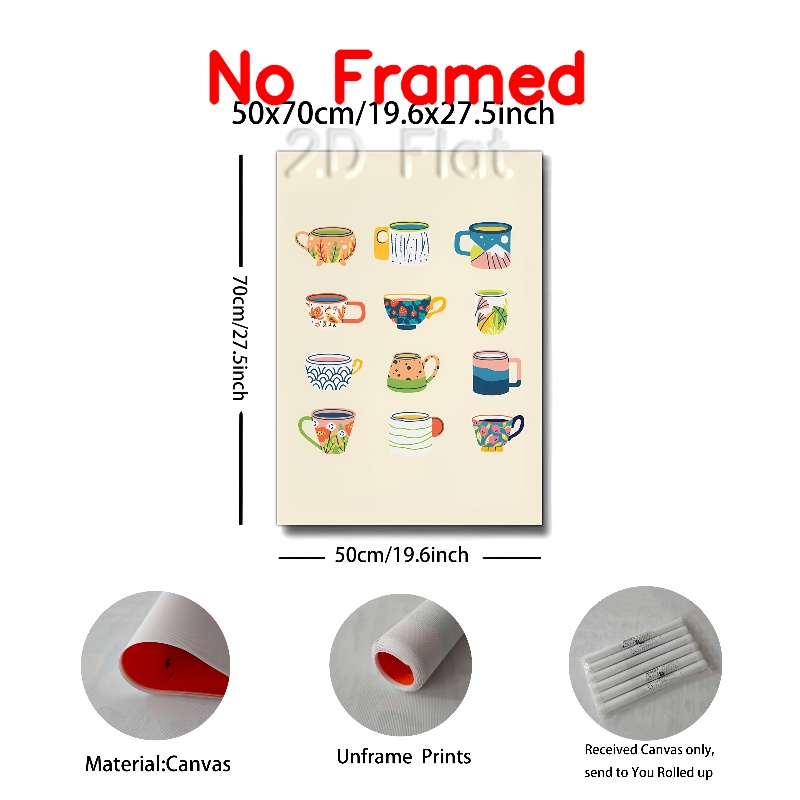 No Framed
50x70cm/19.6x27.5inch
2D Flat
70cm/27.5inch
50cm/19.6inch
Material:Canvas
Unframe Prints
Received Canvas only,
send to You Rolled up